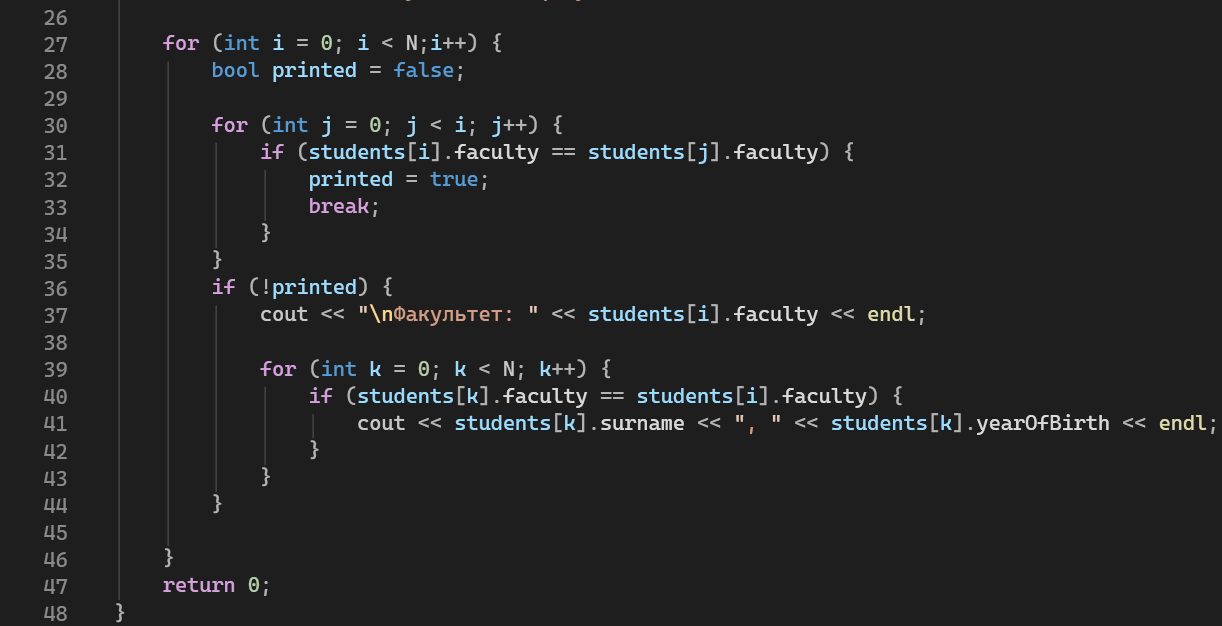 26
27 for (int i = 0; i < N;i++) {
28 bool printed = false;
29
30 for (int j = 0; j < i; j++) {
31 if (students[i].faculty == students[j].faculty) {
32 printed = true;
33 break;
34 }
35 }
36 if (!printed) {
37 cout << "\nФакультет: " << students[i].faculty << endl;
38
39 for (int k = 0; k < N; k++) {
40 if (students[k].faculty == students[i].faculty) {
41 cout << students[k].surname << ", " << students[k].yearOfBirth << endl;
42 }
43 }
44 }
45
46 }
47 return 0;
48 }